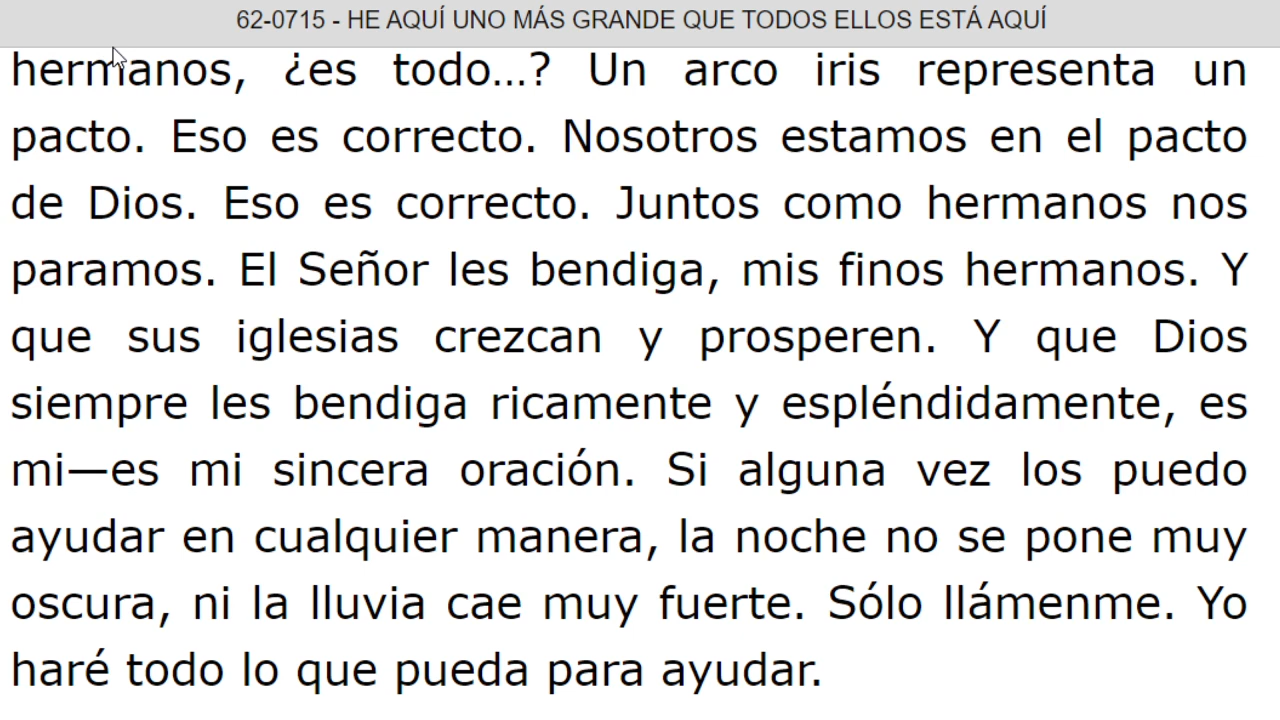 62-0715 - HE AQUÍ UNO MÁS GRANDE QUE TODOS ELLOS ESTÁ AQUÍ
hermanos, ¿es todo...? Un arco iris representa un
pacto. Eso es correcto. Nosotros estamos en el pacto
de Dios. Eso es correcto. Juntos como hermanos nos
paramos. El Señor les bendiga, mis finos hermanos. Y
que sus iglesias crezcan y prosperen. Y que Dios
siempre les bendiga ricamente y espléndidamente, es
mi—es mi sincera oración. Si alguna vez los puedo
ayudar en cualquier manera, la noche no se pone muy
oscura, ni la lluvia cae muy fuerte. Sólo llámenme. Yo
haré todo lo que pueda para ayudar.